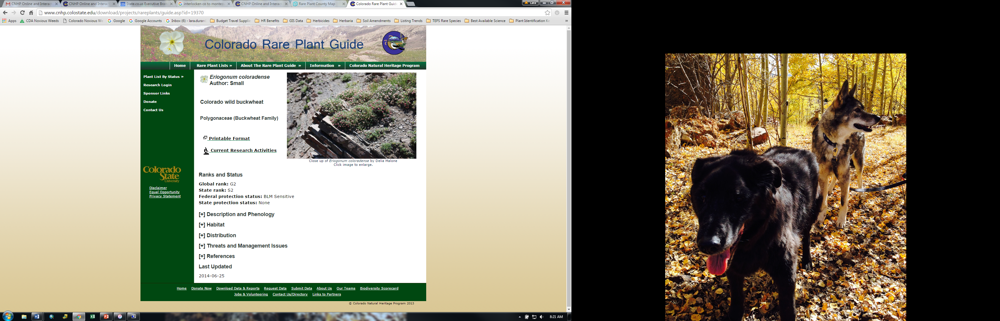 CNHP Online and Interact
CNHP Online and Interact
State.co.us Executive Bran
interlocken co to montezu
CNHP Online and Interact
Rare Plant County Map
Colorado Rare Plant Guide
Lara
www.cnhp.colostate.edu/download/projects/rareplants/guide.asp?id=19370
Apps CDA Noxious Weeds Colorado Noxious We Google Google Accounts Inbox (6) - lara.duran Budget Travel Supplie HR Benefits GIS Data Herbicides Herbaria Soil Amendments Listing Trends TEPS Rare Species Best Available Science Plant Identification Ke »
Colorado Rare Plant Guide
Home Rare Plant Lists » About The Rare Plant Guide » Information » Colorado Natural Heritage Program
Plant List By Status »
Research Login
Sponsor Links
Donate
Contact Us
Colorado
State
University
Disclaimer
Equal Opportunity
Privacy Statement
Eriogonum coloradense
Author: Small
Colorado wild buckwheat
Polygonaceae (Buckwheat Family)
Printable Format
Current Research Activities
Close up of Eriogonum coloradense by Delia Malone
Click image to enlarge.
Ranks and Status
Global rank: G2
State rank: S2
Federal protection status: BLM Sensitive
State protection status: None
[+] Description and Phenology
[+] Habitat
[+] Distribution
[+] Threats and Management Issues
[+] References
Last Updated
2014-06-25
Home Donate Now Download Data & Reports Request Data Submit Data About Us Our Teams Biodiversity Scorecard
Jobs & Volunteering Contact Us/Directory Links to Partners
© Colorado Natural Heritage Program 2013
8:21 AM